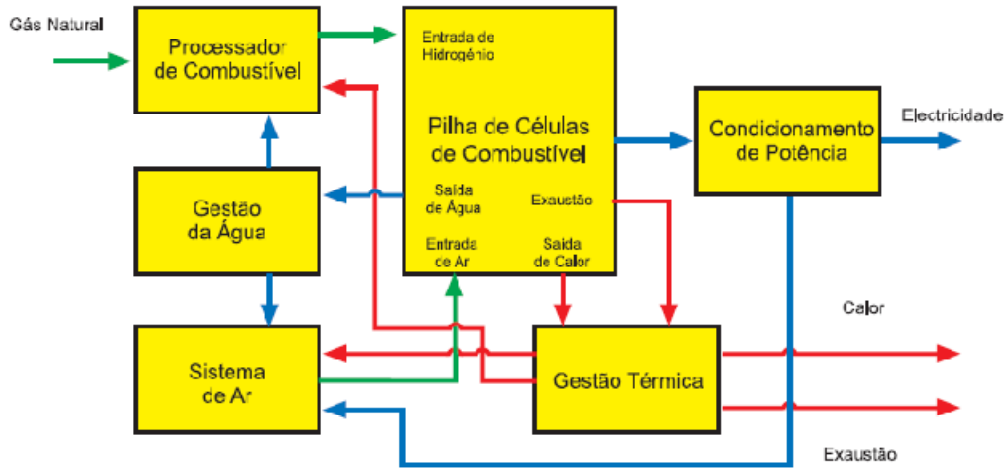 Gás Natural
Processador
de Combustível
Entrada de
Hidrogénio
Pilha de Células
de Combustível
Condicionamento
de Potência
Electricidade
Gestão
da Água
Saída
de Água
Exaustão
Entrada
de Ar
Saída
de Calor
Calor
Sistema
de Ar
Gestão Térmica
Exaustão